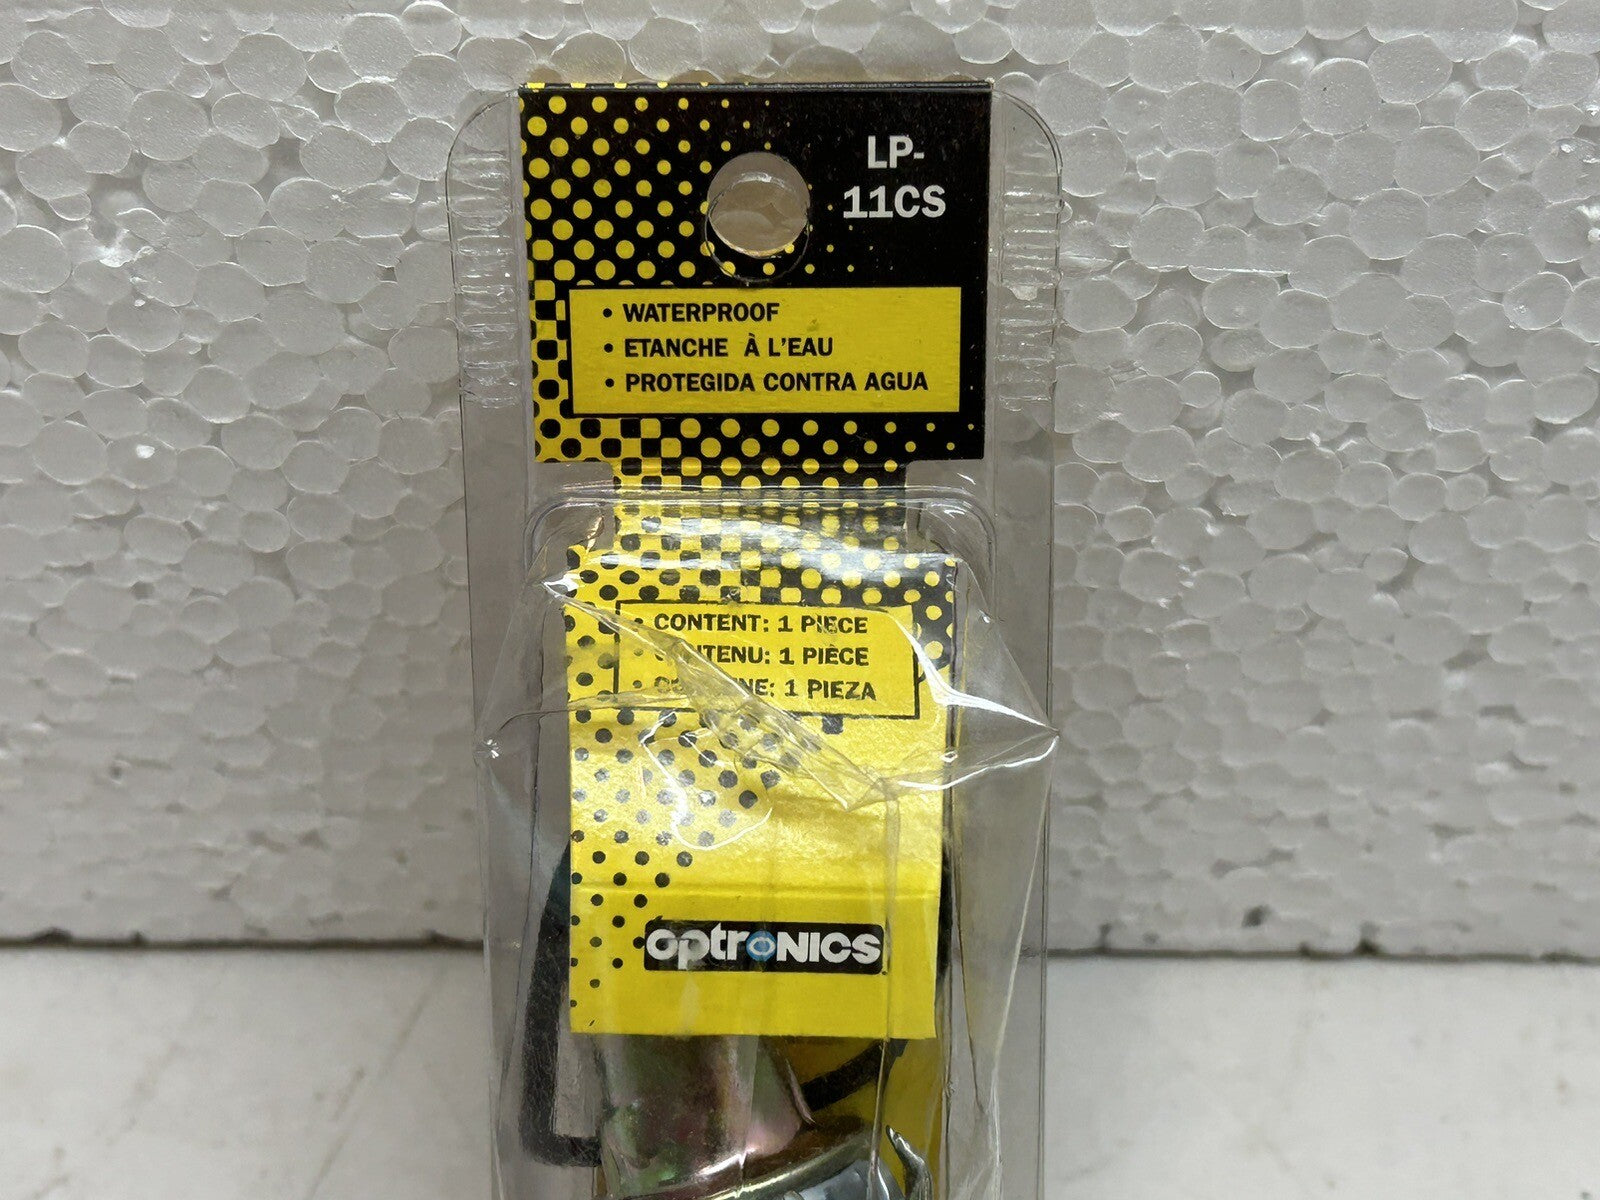 LP-
11CS
• WATERPROOF
• ETANCHE À L'EAU
• PROTEGIDA CONTRA AGUA
• CONTENT: 1 PIECE
1 PIÈCE
1 PIEZA
optroNICS